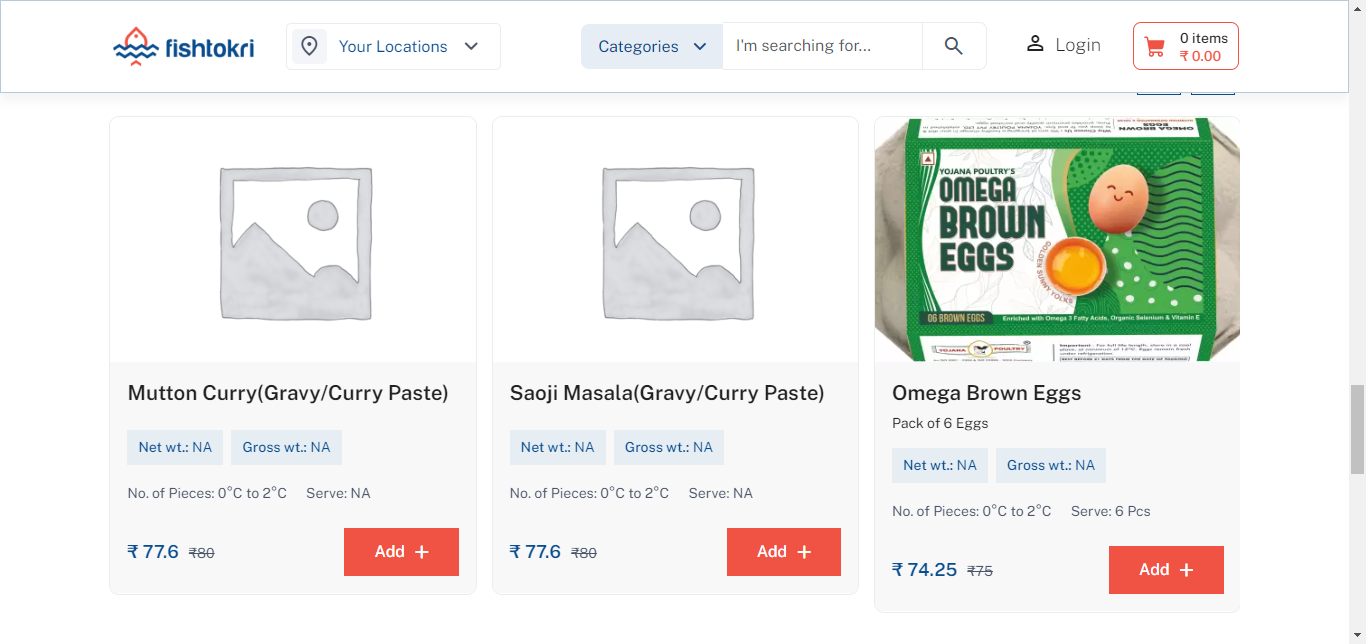 fishtokri
Your Locations
Categories
I'm searching for...
Login
0 items
₹ 0.00
YOJANA POULTRY'S
OMEGA
BROWN
EGGS
GOLDEN SUNNY YOLKS
06 BROWN EGGS
Enriched with Omega 3 Fatty Acids, Organic Selenium & Vitamin E
YOJANA POULTRY
Mutton Curry(Gravy/Curry Paste)
Net wt.: NA
Gross wt.: NA
No. of Pieces: 0°C to 2°C
Serve: NA
₹ 77.6
₹80
Add +
Saoji Masala(Gravy/Curry Paste)
Net wt.: NA
Gross wt.: NA
No. of Pieces: 0°C to 2°C
Serve: NA
₹ 77.6
₹80
Add +
Omega Brown Eggs
Pack of 6 Eggs
Net wt.: NA
Gross wt.: NA
No. of Pieces: 0°C to 2°C
Serve: 6 Pcs
₹ 74.25
₹75
Add +